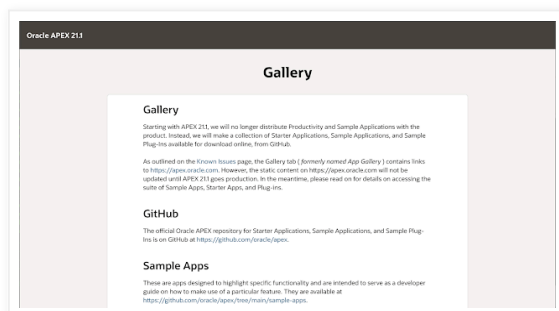 Oracle APEX 21.1
Gallery
Gallery
Starting with APEX 21.1, we will no longer distribute Productivity and Sample Applications with the
product. Instead, we will make a collection of Starter Applications, Sample Applications, and Sample
Plug-Ins available for download online, from GitHub.
As outlined on the Known Issues page, the Gallery tab ( formerly named App Gallery ) contains links
to https://apex.oracle.com. However, the static content on https://apex.oracle.com will not be
updated until APEX 21.1 goes production. In the meantime, please read on for details on accessing the
suite of Sample Apps, Starter Apps, and Plug-ins.
GitHub
The official Oracle APEX repository for Starter Applications, Sample Applications, and Sample Plug-
Ins is on GitHub at https://github.com/oracle/apex.
Sample Apps
These are apps designed to highlight specific functionality and are intended to serve as a developer
guide on how to make use of a particular feature. They are available at
https://github.com/oracle/apex/tree/main/sample-apps.